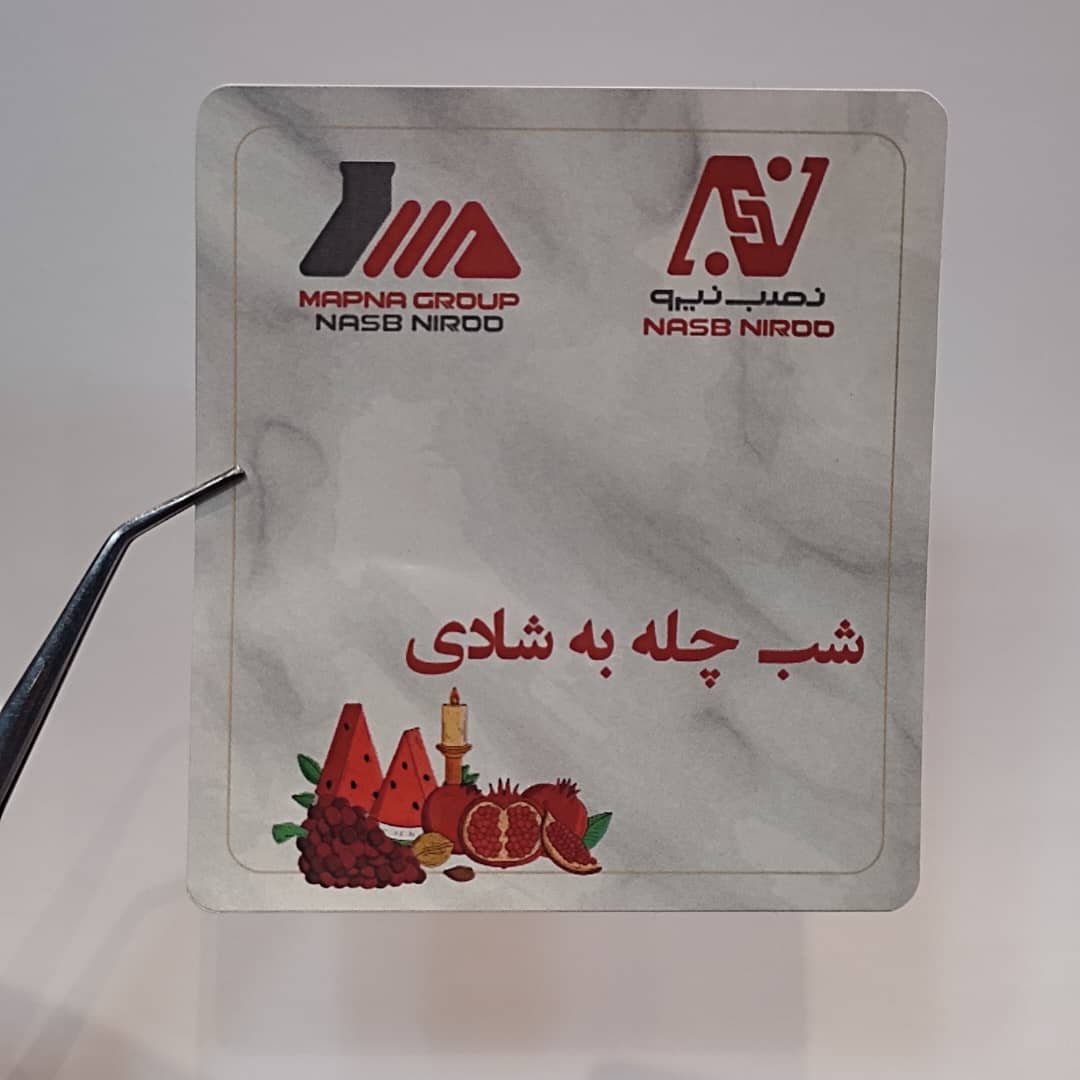 MAPNA GROUP
NASB NIROO
نصب نیرو
NASB NIROO
شب چله به شادی